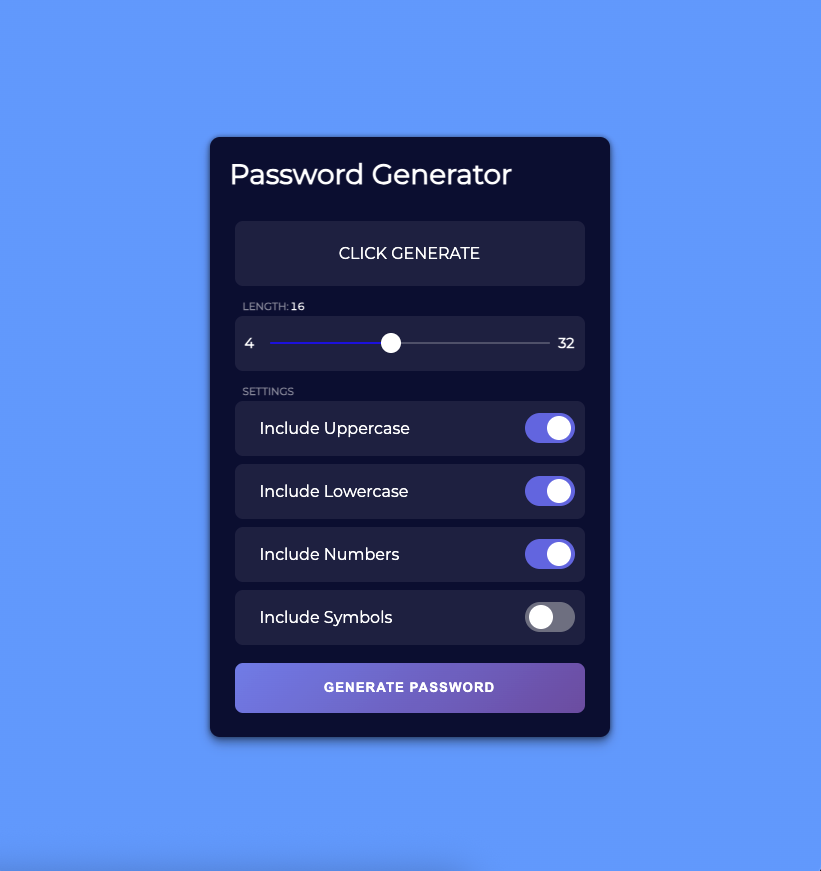 Password Generator
CLICK GENERATE
LENGTH: 16
4 32
SETTINGS
Include Uppercase
Include Lowercase
Include Numbers
Include Symbols
GENERATE PASSWORD